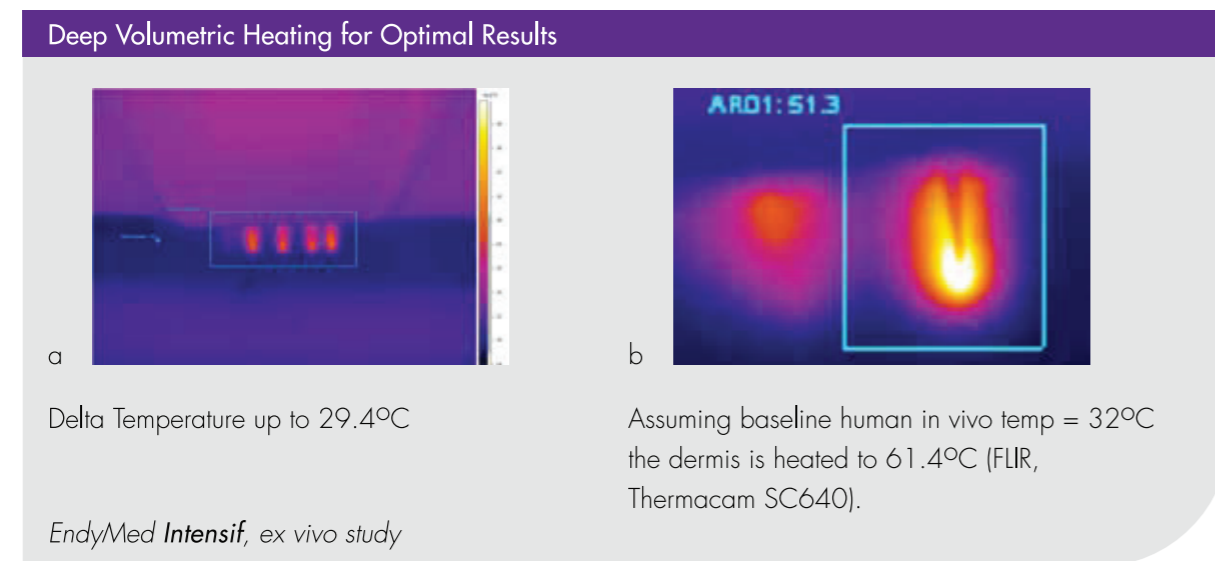 Deep Volumetric Heating for Optimal Results
AR01: 51.3
a
b
Delta Temperature up to 29.4ºC
Assuming baseline human in vivo temp = 32ºC
the dermis is heated to 61.4ºC (FLIR,
Thermacam SC640).
EndyMed Intensif, ex vivo study